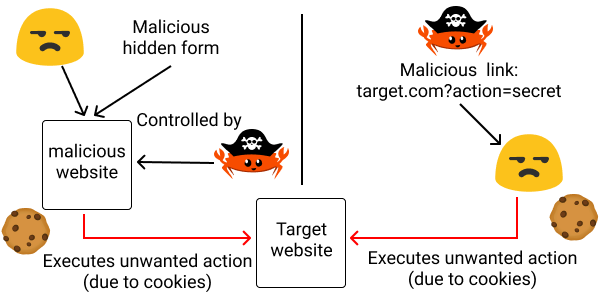 Malicious
hidden form
Controlled by
malicious
website
Executes unwanted action
(due to cookies)
Malicious link:
target.com?action=secret
Target
website
Executes unwanted action
(due to cookies)